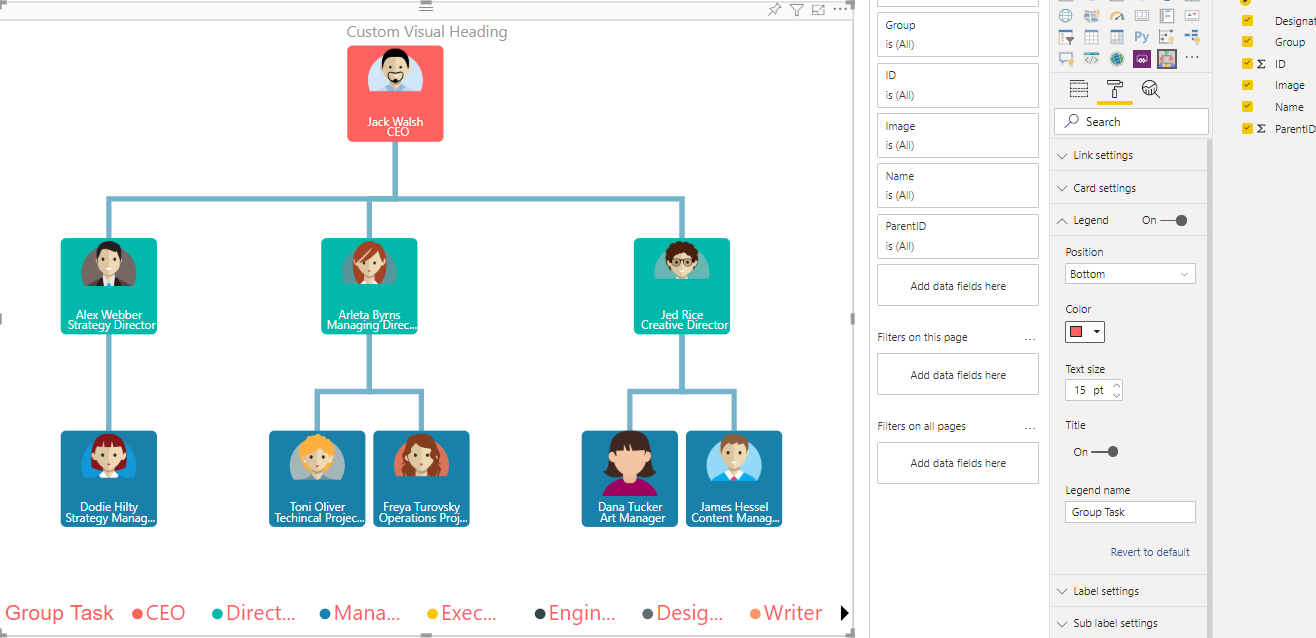 Custom Visual Heading
Jack Walsh
CEO
Alex Webber
Strategy Director
Arleta Byrns
Managing Direc...
Jed Rice
Creative Director
Dodie Hilty
Strategy Manag...
Toni Oliver
Techincal Projec...
Freya Turovsky
Operations Proj...
Dana Tucker
Art Manager
James Hessel
Content Manag...
Group Task CEO Direct... Mana... Exec... Engin... Desig... Writer
Group
is (All)
ID
is (All)
Image
is (All)
Name
is (All)
ParentID
is (All)
Add data fields here
Filters on this page ...
Add data fields here
Filters on all pages ...
Add data fields here
123
Py
Search
Link settings
Card settings
Legend On
Position
Bottom
Color
Text size
15 pt
Title
On
Legend name
Group Task
Revert to default
Label settings
Sub label settings
Designat
Group
Σ ID
Image
Name
Σ ParentID